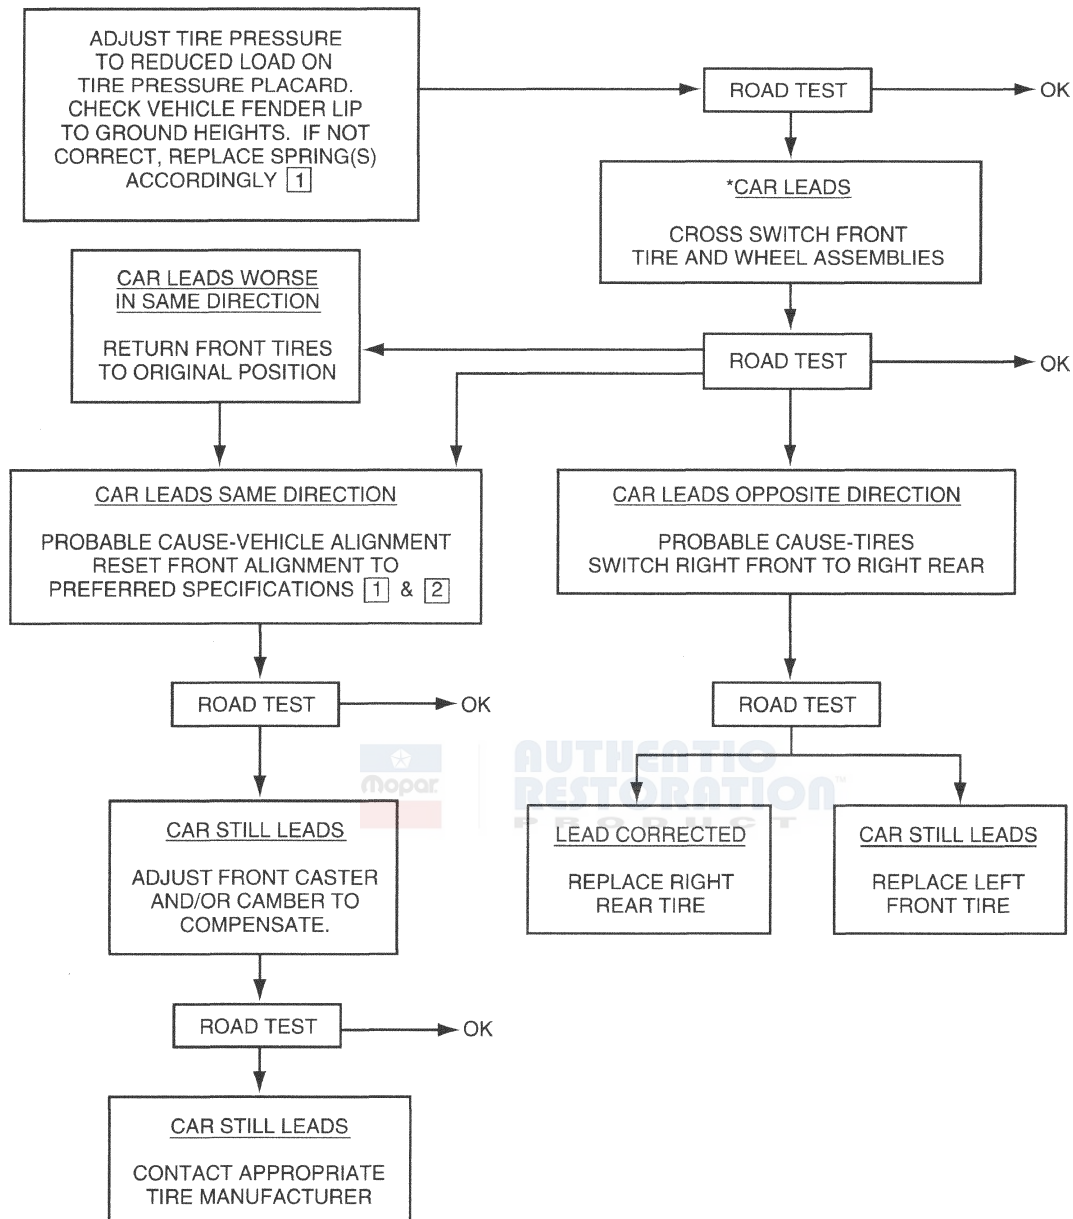 ADJUST TIRE PRESSURE
TO REDUCED LOAD ON
TIRE PRESSURE PLACARD.
CHECK VEHICLE FENDER LIP
TO GROUND HEIGHTS. IF NOT
CORRECT, REPLACE SPRING(S)
ACCORDINGLY 1
ROAD TEST
OK
*CAR LEADS
CROSS SWITCH FRONT
TIRE AND WHEEL ASSEMBLIES
CAR LEADS WORSE
IN SAME DIRECTION
RETURN FRONT TIRES
TO ORIGINAL POSITION
ROAD TEST
OK
CAR LEADS SAME DIRECTION
PROBABLE CAUSE-VEHICLE ALIGNMENT
RESET FRONT ALIGNMENT TO
PREFERRED SPECIFICATIONS 1 & 2
CAR LEADS OPPOSITE DIRECTION
PROBABLE CAUSE-TIRES
SWITCH RIGHT FRONT TO RIGHT REAR
ROAD TEST
OK
ROAD TEST
Mopar
AUTHENTIC
RESTORATION™
PRODUCT
CAR STILL LEADS
ADJUST FRONT CASTER
AND/OR CAMBER TO
COMPENSATE.
LEAD CORRECTED
REPLACE RIGHT
REAR TIRE
CAR STILL LEADS
REPLACE LEFT
FRONT TIRE
ROAD TEST
OK
CAR STILL LEADS
CONTACT APPROPRIATE
TIRE MANUFACTURER